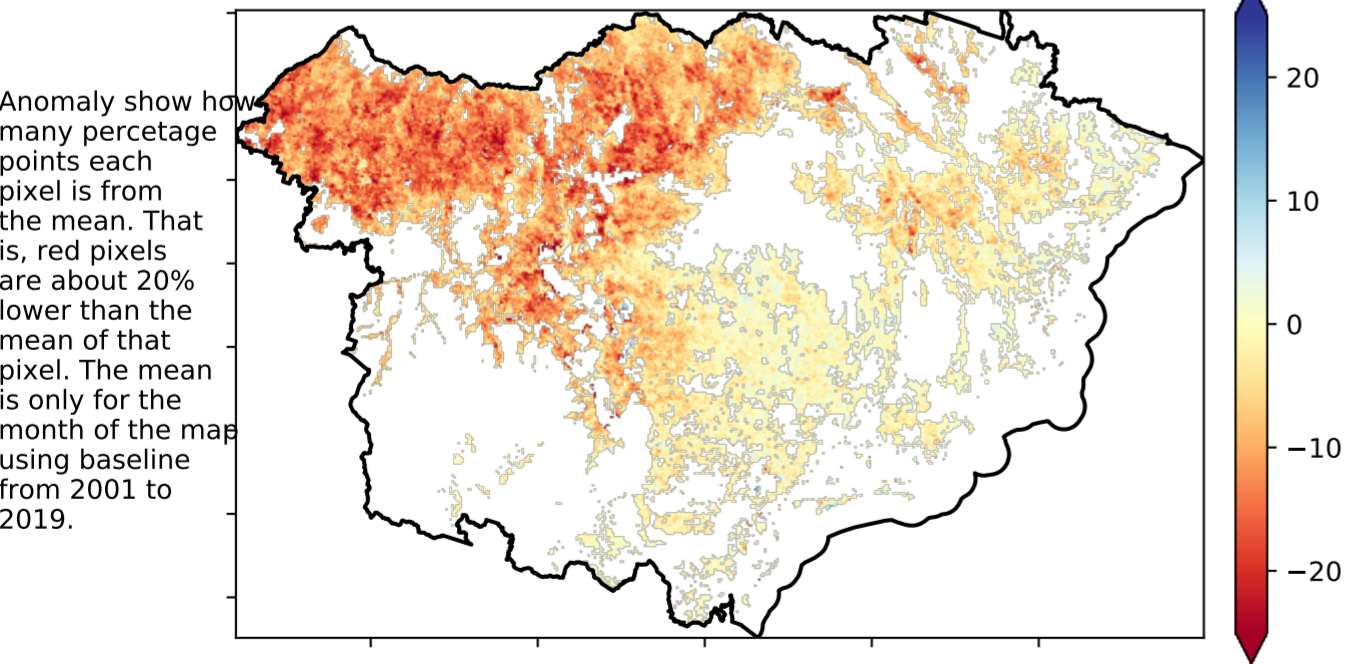 Anomaly show how
many percetage
points each
pixel is from
the mean. That
is, red pixels
are about 20%
lower than the
mean of that
pixel. The mean
is only for the
month of the map
using baseline
from 2001 to
2019.
20
10
0
−10
−20